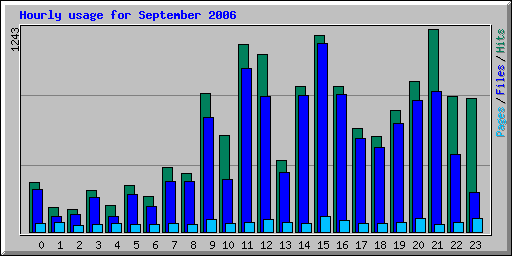 Hourly usage for September 2006
1243
Pages/Files/Hits
0 1 2 3 4 5 6 7 8 9 10 11 12 13 14 15 16 17 18 19 20 21 22 23